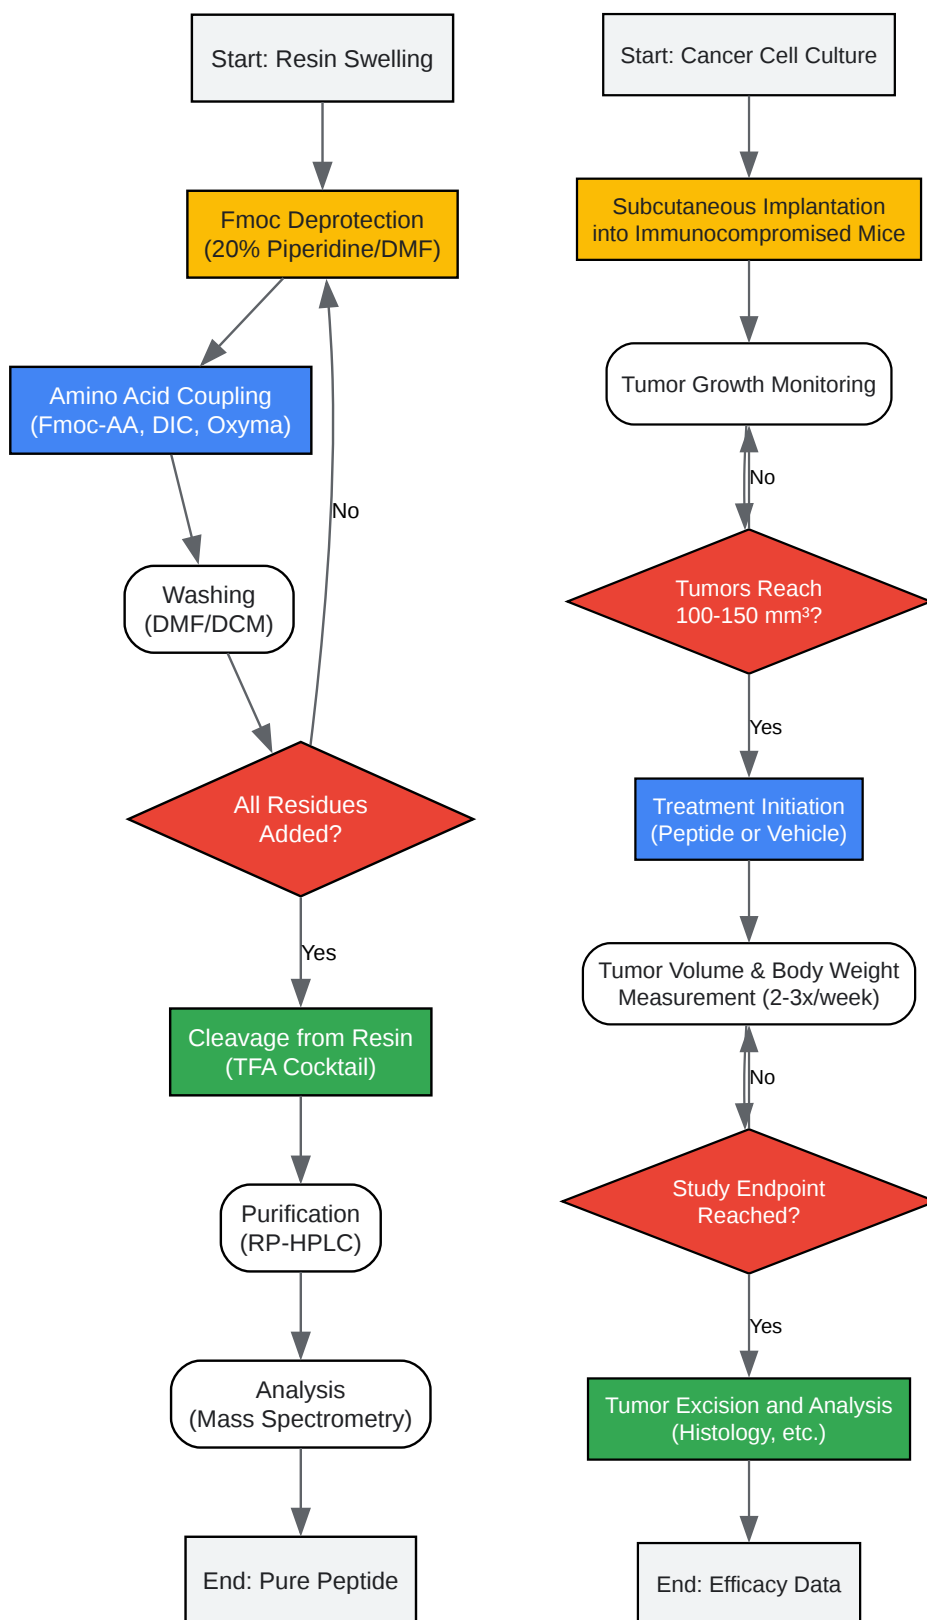 Start: Resin Swelling
Fmoc Deprotection
(20% Piperidine/DMF)
Amino Acid Coupling
(Fmoc-AA, DIC, Oxyma)
No
Washing
(DMF/DCM)
All Residues
Added?
Yes
Cleavage from Resin
(TFA Cocktail)
Purification
(RP-HPLC)
Analysis
(Mass Spectrometry)
End: Pure Peptide
Start: Cancer Cell Culture
Subcutaneous Implantation
into Immunocompromised Mice
Tumor Growth Monitoring
No
Tumors Reach
100-150 mm³?
Yes
Treatment Initiation
(Peptide or Vehicle)
Tumor Volume & Body Weight
Measurement (2-3x/week)
No
Study Endpoint
Reached?
Yes
Tumor Excision and Analysis
(Histology, etc.)
End: Efficacy Data